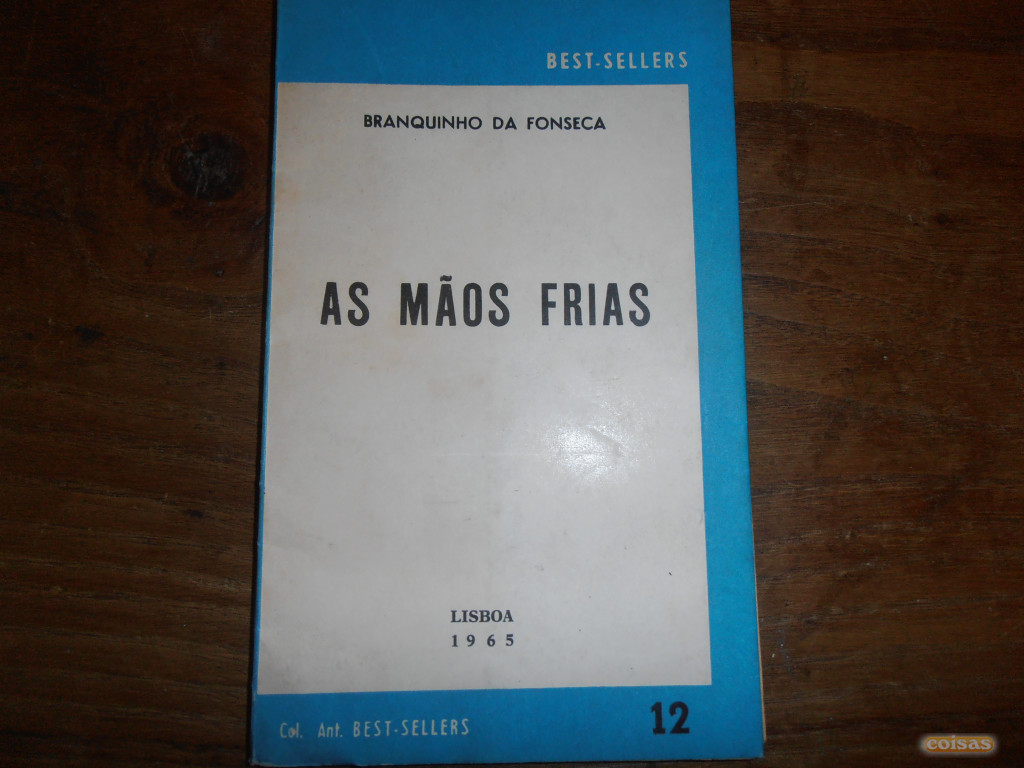 BEST-SELLERS
BRANQUINHO DA FONSECA
AS MÃOS FRIAS
LISBOA
1965
Col. Ant. BEST-SELLERS 12
coisas